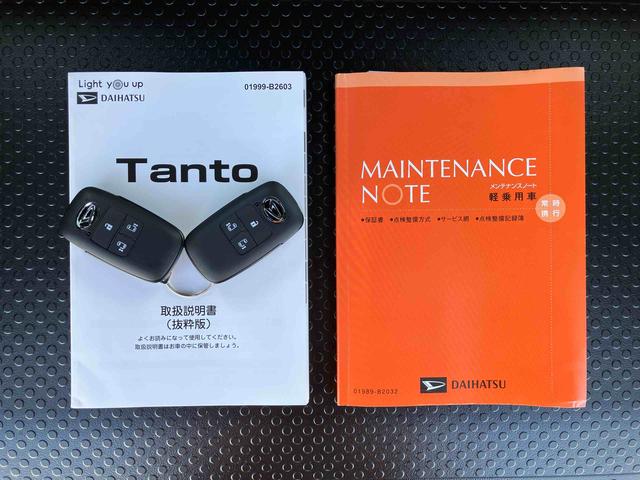 Light you up
DAIHATSU
01999-B2603
Tanto
取扱説明書
(抜粋版)
よくお読みになって使用してください。
取扱説明書はお車の中に保管しましょう。
MAINTENANCE
NOTE
メンテナンスノート
軽乗用車
常時
携行
●保証書 ●点検整備方式 ●サービス網 ●点検整備記録簿
01989-B2032
DAIHATSU